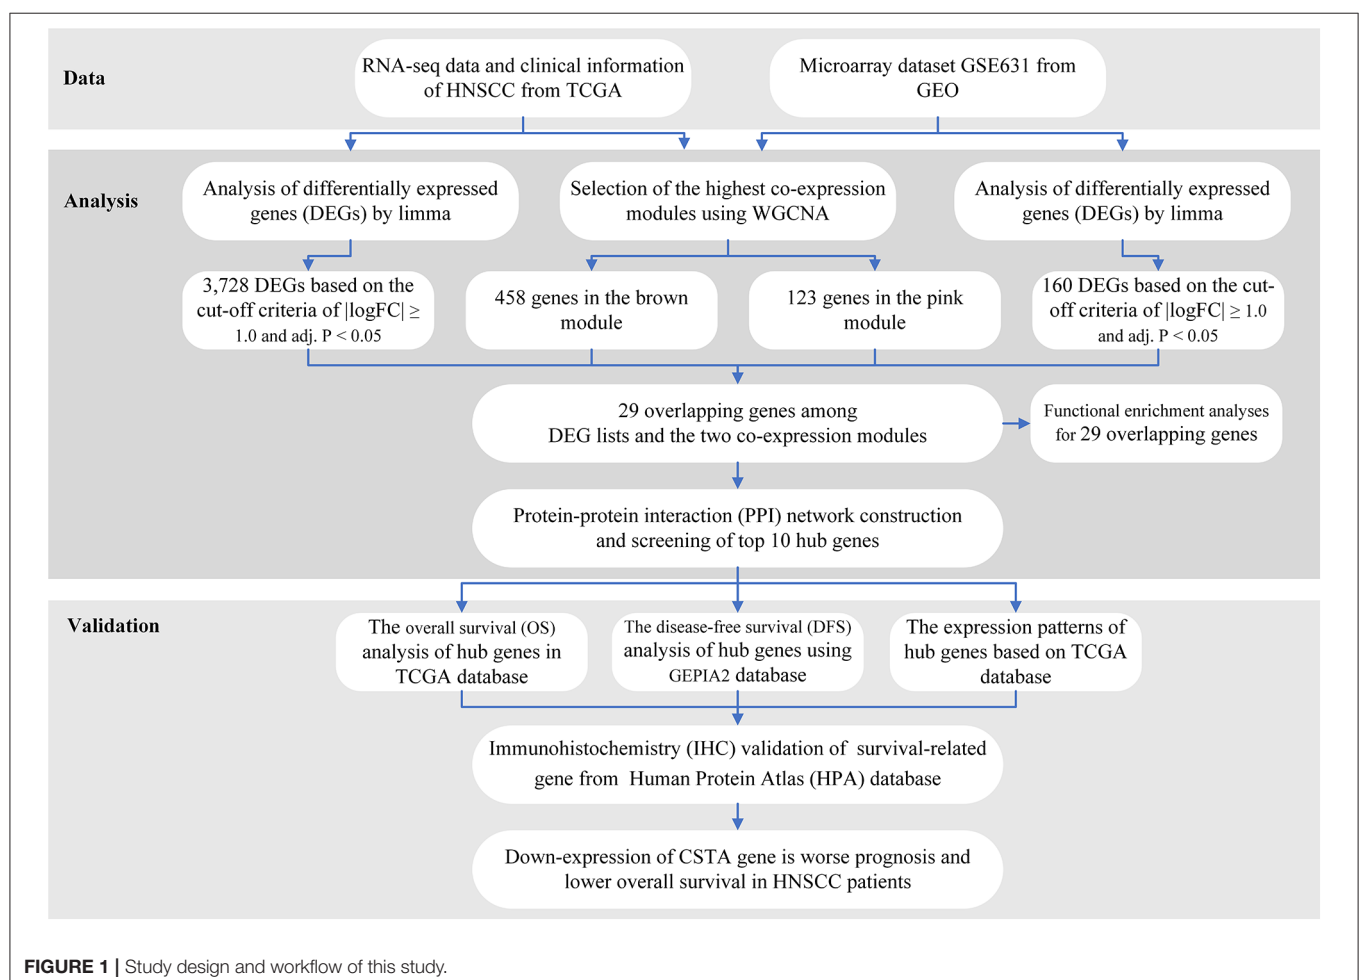 Data
RNA-seq data and clinical information
of HNSCC from TCGA
Microarray dataset GSE631 from
GEO
Analysis
Analysis of differentially expressed
genes (DEGs) by limma
Selection of the highest co-expression
modules using WGCNA
Analysis of differentially expressed
genes (DEGs) by limma
3,728 DEGs based on the
cut-off criteria of |logFC| ≥
1.0 and adj. P < 0.05
458 genes in the brown
module
123 genes in the pink
module
160 DEGs based on the cut-
off criteria of |logFC| ≥ 1.0
and adj. P < 0.05
29 overlapping genes among
DEG lists and the two co-expression modules
Functional enrichment analyses
for 29 overlapping genes
Protein-protein interaction (PPI) network construction
and screening of top 10 hub genes
Validation
The overall survival (OS)
analysis of hub genes in
TCGA database
The disease-free survival (DFS)
analysis of hub genes using
GEPIA2 database
The expression patterns of
hub genes based on TCGA
database
Immunohistochemistry (IHC) validation of survival-related
gene from Human Protein Atlas (HPA) database
Down-expression of CSTA gene is worse prognosis and
lower overall survival in HNSCC patients
FIGURE 1 | Study design and workflow of this study.